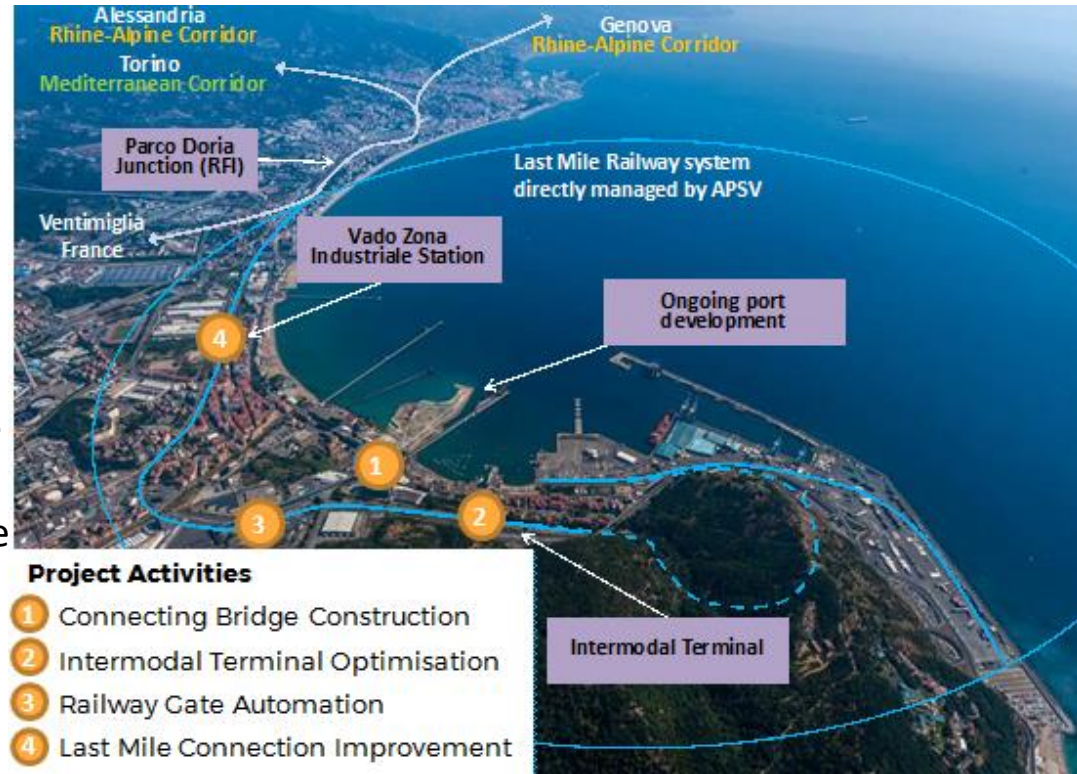 Alessandria
Rhine-Alpine Corridor
Torino
Mediterranean Corridor
Genova
Rhine-Alpine Corridor
Parco Doria
Junction (RFI)
Last Mile Railway system
directly managed by APSV
Ventimiglia
France
Vado Zona
Industriale Station
Ongoing port
development
4
1
3
2
e
Project Activities
1 Connecting Bridge Construction
2 Intermodal Terminal Optimisation
3 Railway Gate Automation
4 Last Mile Connection Improvement
Intermodal Terminal